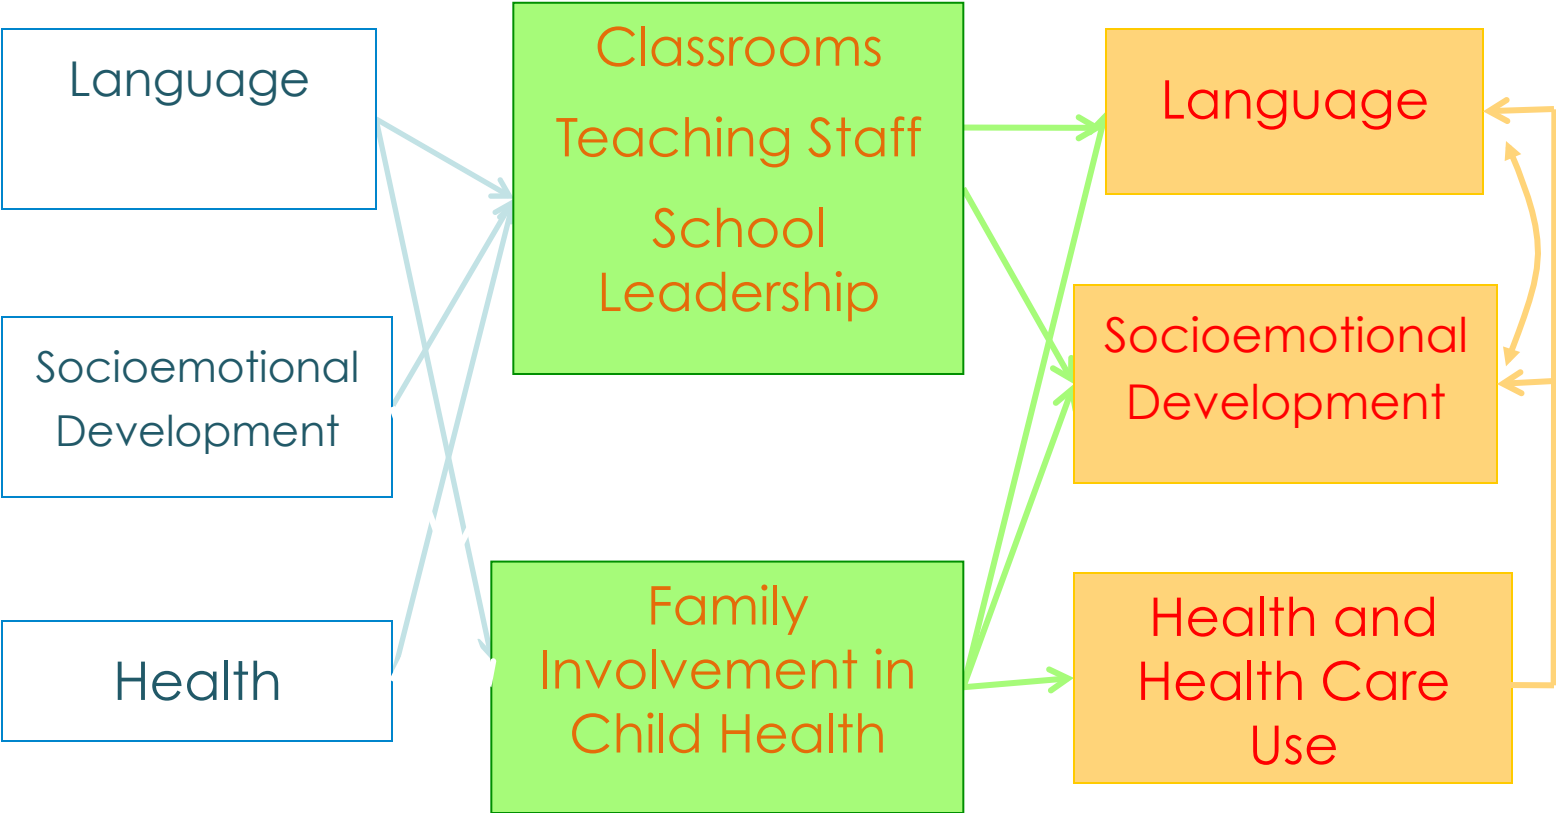 Language
Socioemotional
Development
Health
Classrooms
Teaching Staff
School
Leadership
Family
Involvement in
Child Health
Language
Socioemotional
Development
Health and
Health Care
Use